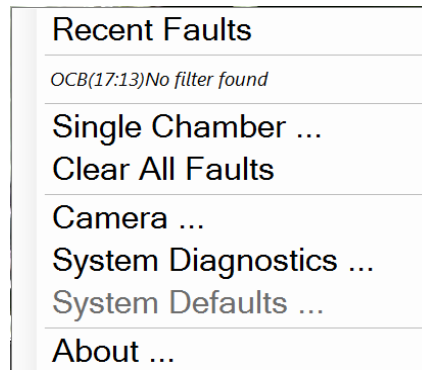 Recent Faults
OCB(17:13)No filter found
Single Chamber ...
Clear All Faults
Camera ...
System Diagnostics ...
System Defaults ...
About ...